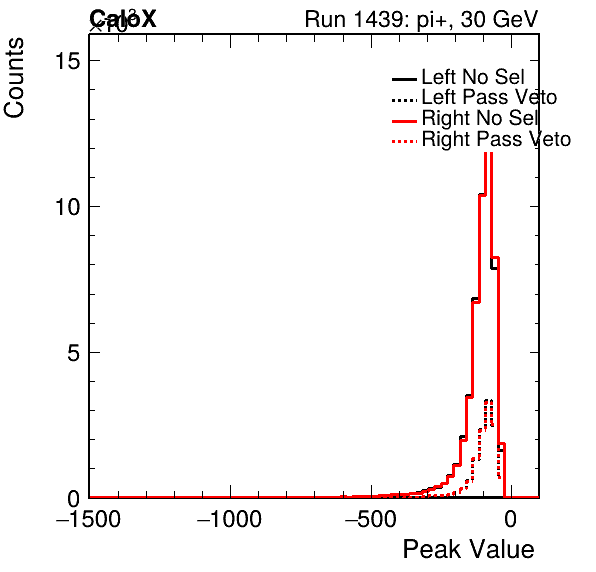 CaloX
×10³
Run 1439: pi+, 30 GeV
Counts
15
10
5
0
Left No Sel
Left Pass Veto
Right No Sel
Right Pass Veto
−1500 −1000 −500 0
Peak Value